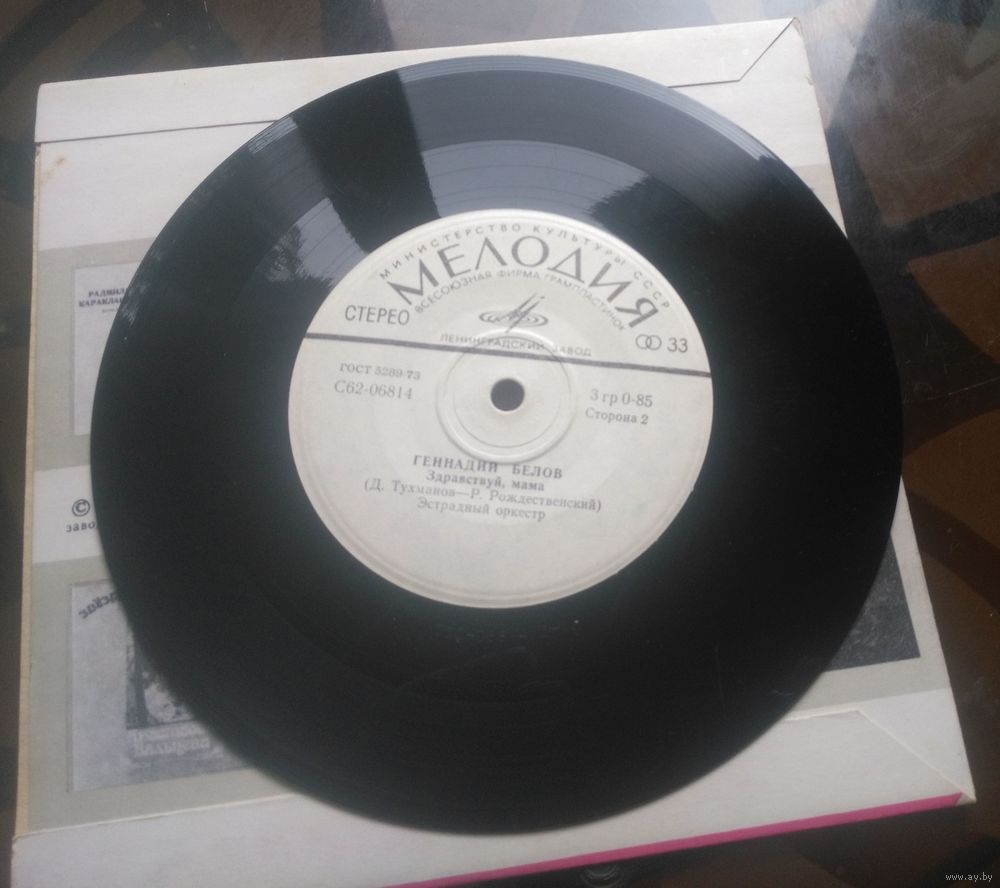 МИНИСТЕРСТВО КУЛЬТУРЫ СССР
МЕЛОДИЯ
ВСЕСОЮЗНАЯ ФИРМА ГРАМПЛАСТИНОК
СТЕРЕО
33
ЛЕНИНГРАДСКИЙ ЗАВОД
ГОСТ 5289-73
С62-06814
3 гр 0-85
Сторона 2
ГЕННАДИЙ БЕЛОВ
Здравствуй, мама
(Д. Тухманов—Р. Рождественский)
Эстрадный оркестр
©
www.ay.by